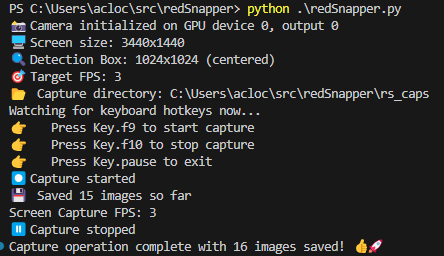 PS C:\Users\acloc\src\redSnapper> python .\redSnapper.py
📸 Camera initialized on GPU device 0, output 0
🖥️ Screen size: 3440x1440
🔍 Detection Box: 1024x1024 (centered)
🎯 Target FPS: 3
📂 Capture directory: C:\Users\acloc\src\redSnapper\rs_caps
Watching for keyboard hotkeys now...
👉 Press Key.f9 to start capture
👉 Press Key.f10 to stop capture
👉 Press Key.pause to exit
⏺️ Capture started
💾 Saved 15 images so far
Screen Capture FPS: 3
⏸️ Capture stopped
Capture operation complete with 16 images saved! 👍🚀